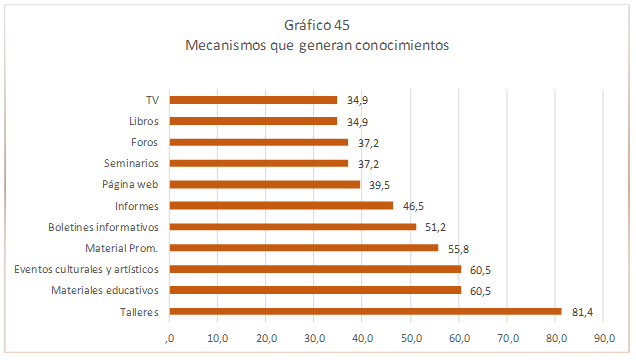 Gráfico 45
Mecanismos que generan conocimientos
TV 34,9
Libros 34,9
Foros 37,2
Seminarios 37,2
Página web 39,5
Informes 46,5
Boletines informativos 51,2
Material Prom. 55,8
Eventos culturales y artísticos 60,5
Materiales educativos 60,5
Talleres 81,4
,0 10,0 20,0 30,0 40,0 50,0 60,0 70,0 80,0 90,0